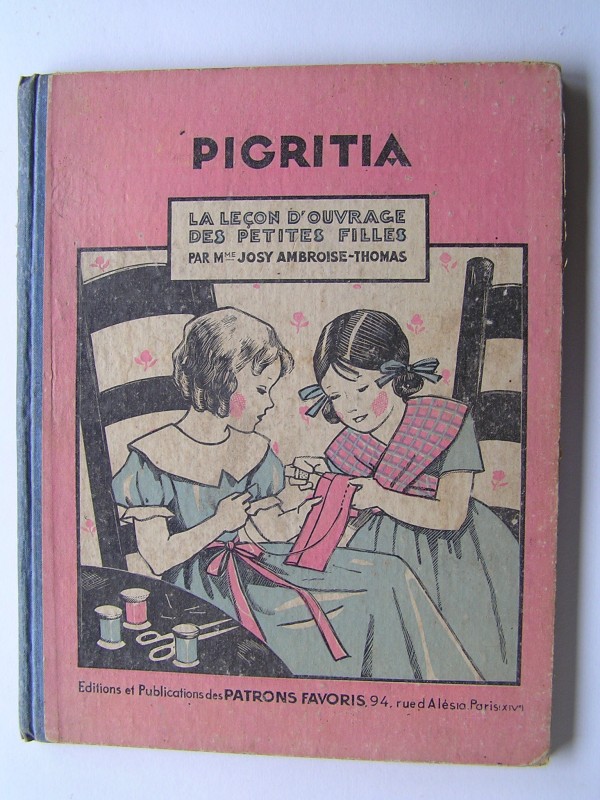 PIGRITIA
LA LEÇON D'OUVRAGE
DES PETITES FILLES
PAR MME JOSY AMBROISE-THOMAS
Editions et Publications des PATRONS FAVORIS, 94, rue d'Alésia Paris (XIVe)